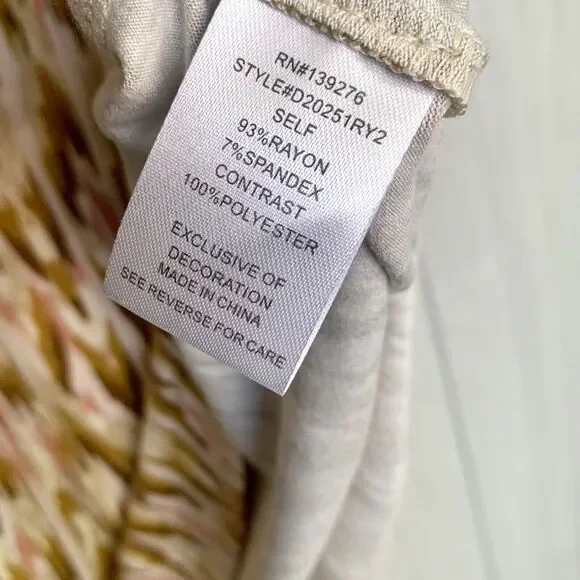 RN#139276
STYLE#D20251RY2
SELF
93%RAYON
7%SPANDEX
CONTRAST
100%POLYESTER
EXCLUSIVE OF
DECORATION
MADE IN CHINA
SEE REVERSE FOR CARE